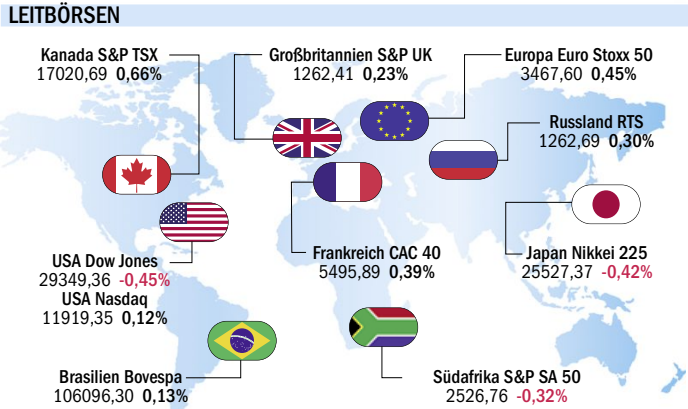 LEITBÖRSEN
Kanada S&P TSX
17020,69 0,66%
Großbritannien S&P UK
1262,41 0,23%
Europa Euro Stoxx 50
3467,60 0,45%
Russland RTS
1262,69 0,30%
USA Dow Jones
29349,36 -0,45%
USA Nasdaq
11919,35 0,12%
Frankreich CAC 40
5495,89 0,39%
Japan Nikkei 225
25527,37 -0,42%
Brasilien Bovespa
106096,30 0,13%
Südafrika S&P SA 50
2526,76 -0,32%